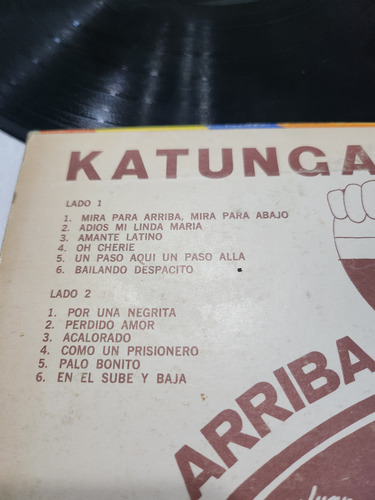 KATUNGA
LADO 1
1. MIRA PARA ARRIBA, MIRA PARA ABAJO
2. ADIOS MI LINDA MARIA
3. AMANTE LATINO
4. OH CHERIE
5. UN PASO AQUI UN PASO ALLA
6. BAILANDO DESPACITO
LADO 2
1. POR UNA NEGRITA
2. PERDIDO AMOR
3. ACALORADO
4. COMO UN PRISIONERO
5. PALO BONITO
6. EN EL SUBE Y BAJA
ARRIBA